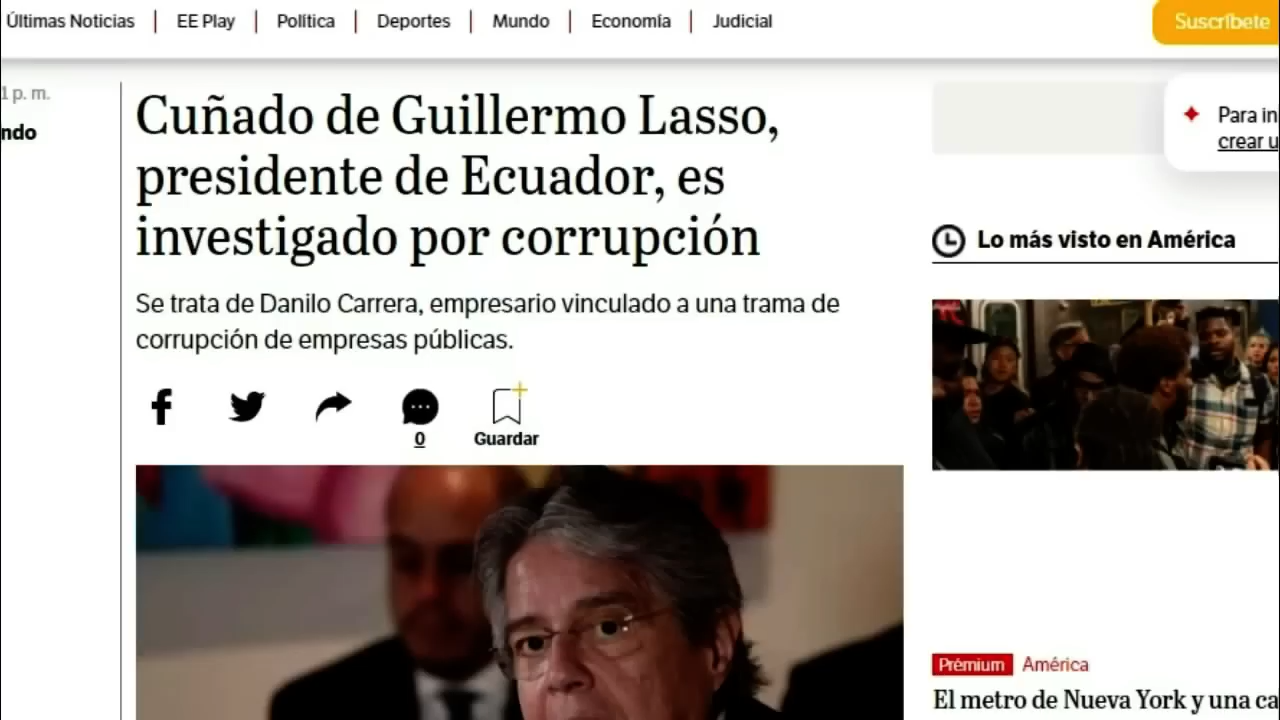 Últimas Noticias | EE Play | Política | Deportes | Mundo | Economía | Judicial
Suscríbete
1 p. m.
ndo
Cuñado de Guillermo Lasso,
presidente de Ecuador, es
investigado por corrupción
Se trata de Danilo Carrera, empresario vinculado a una trama de
corrupción de empresas públicas.
0
Guardar
Para in
crear u
Lo más visto en América
Prémium América
El metro de Nueva York y una ca